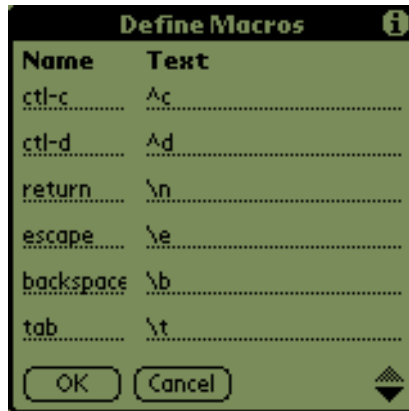 Define Macros i
Name Text
ctl-c ^c
ctl-d ^d
return \n
escape \e
backspace \b
tab \t
OK Cancel